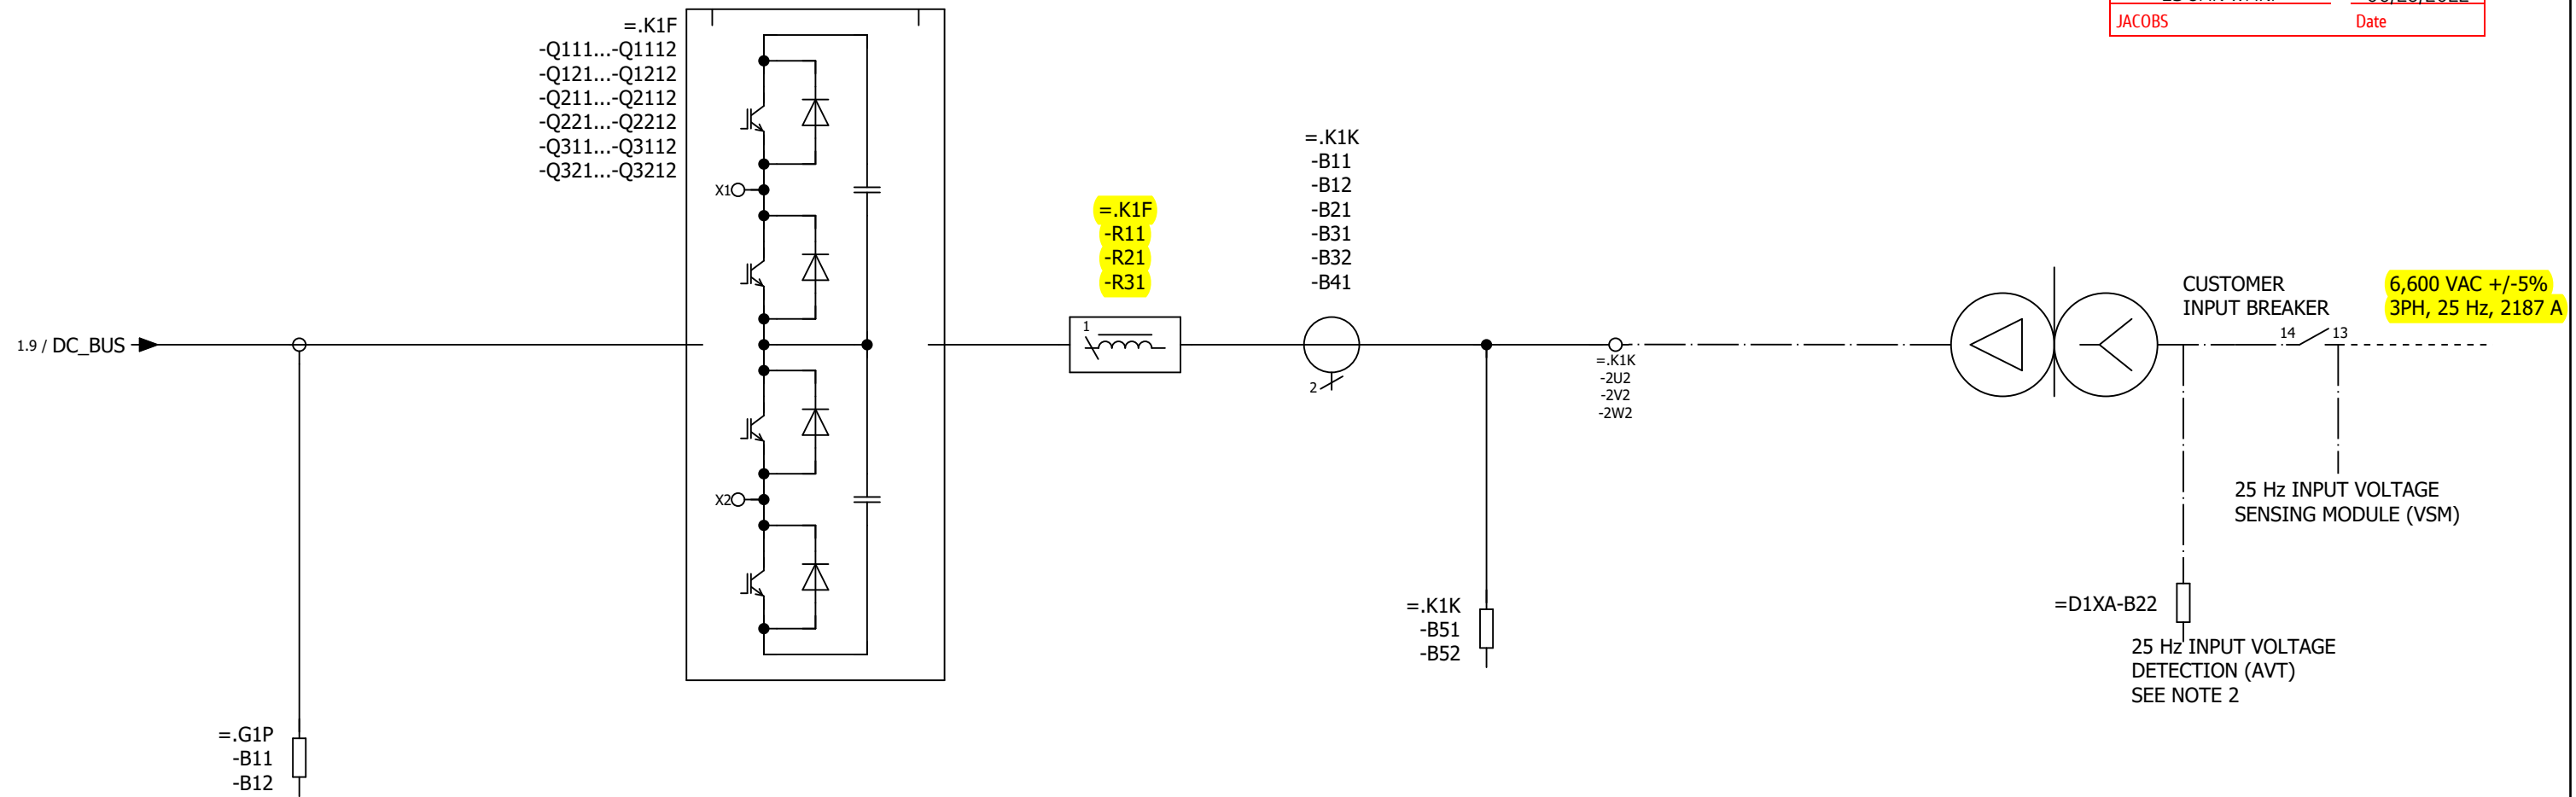 =.K1F
-Q111...-Q1112
-Q121...-Q1212
-Q211...-Q2112
-Q221...-Q2212
-Q311...-Q3112
-Q321...-Q3212
X1
X2
1.9 / DC_BUS
=.G1P
-B11
-B12
=.K1F
-R11
-R21
-R31
1
=.K1K
-B11
-B12
-B21
-B31
-B32
-B41
2
=.K1K
-B51
-B52
=.K1K
-2U2
-2V2
-2W2
CUSTOMER
INPUT BREAKER
14
13
6,600 VAC +/-5%
3PH, 25 Hz, 2187 A
25 Hz INPUT VOLTAGE
SENSING MODULE (VSM)
=D1XA-B22
25 Hz INPUT VOLTAGE
DETECTION (AVT)
SEE NOTE 2
JACOBS
Date